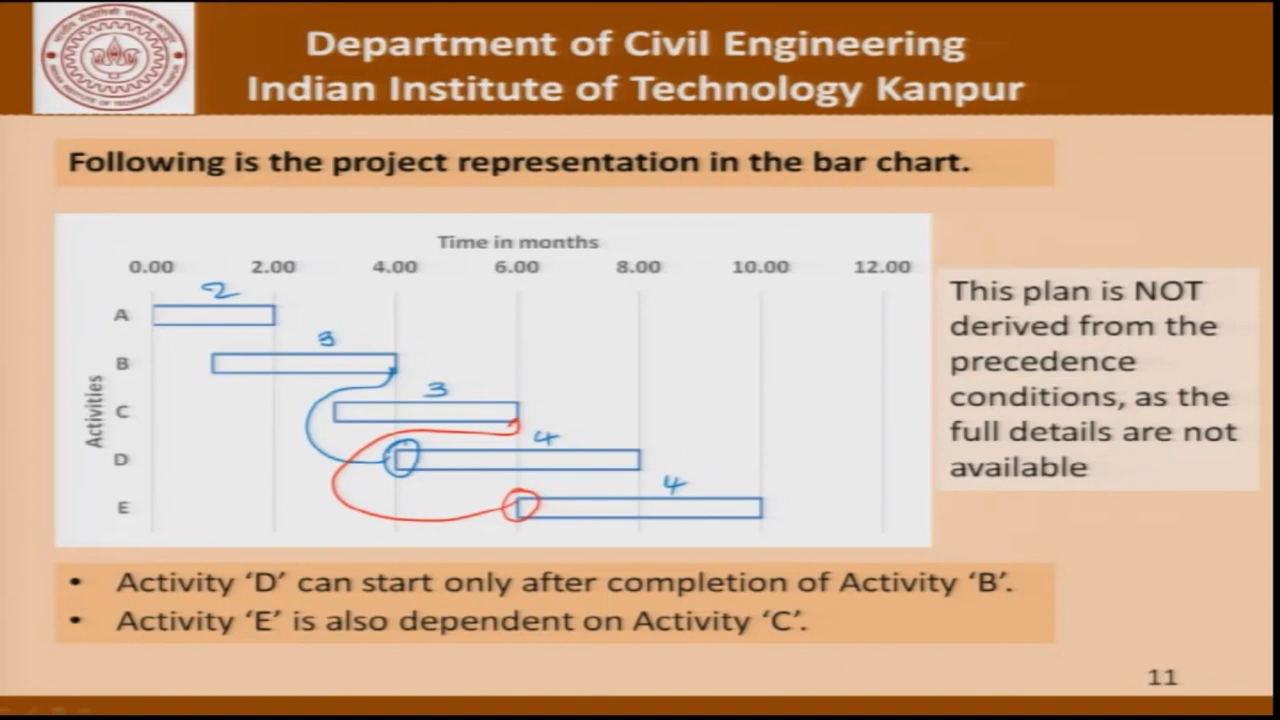 Department of Civil Engineering
Indian Institute of Technology Kanpur
Following is the project representation in the bar chart.
Time in months
0.00 2.00 4.00 6.00 8.00 10.00 12.00
2
A
3
B
3
C
4
D
4
E
Activities
This plan is NOT
derived from the
precedence
conditions, as the
full details are not
available
• Activity ‘D’ can start only after completion of Activity ‘B’.
• Activity ‘E’ is also dependent on Activity ‘C’.
11